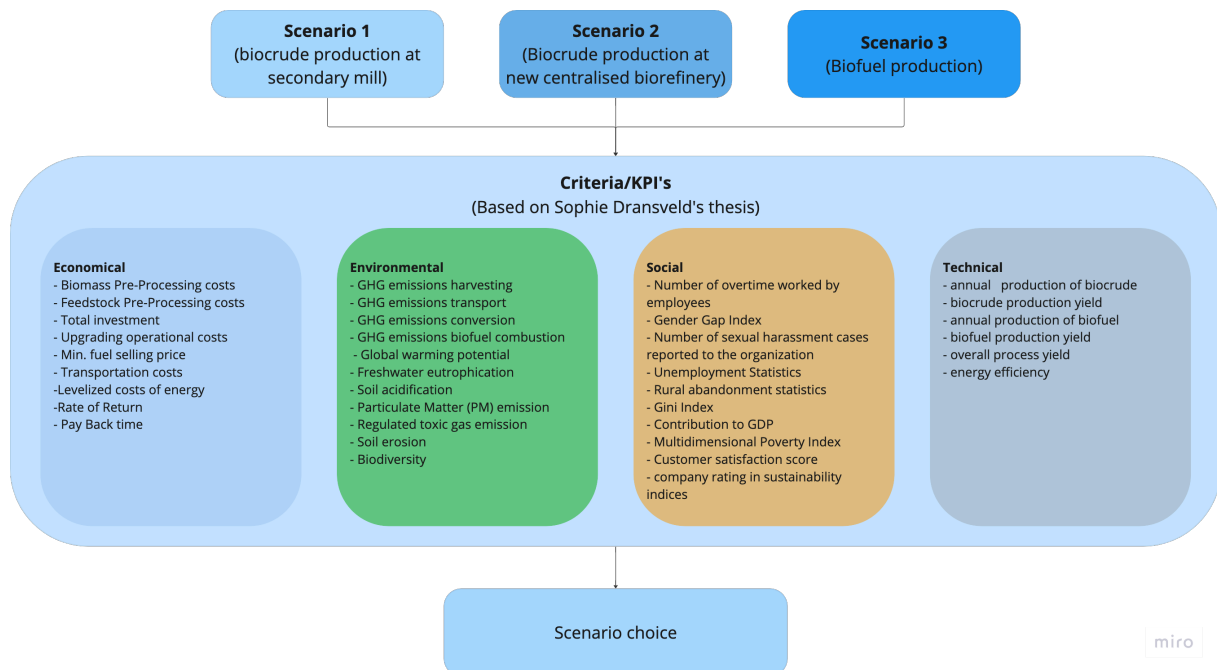 Scenario 1
(biocrude production at
secondary mill)
Scenario 2
(Biocrude production at
new centralised biorefinery)
Scenario 3
(Biofuel production)
Criteria/KPI's
(Based on Sophie Dransveld's thesis)
Economical
- Biomass Pre-Processing costs
- Feedstock Pre-Processing costs
- Total investment
- Upgrading operational costs
- Min. fuel selling price
- Transportation costs
-Levelized costs of energy
-Rate of Return
- Pay Back time
Environmental
- GHG emissions harvesting
- GHG emissions transport
- GHG emissions conversion
- GHG emissions biofuel combustion
- Global warming potential
- Freshwater eutrophication
- Soil acidification
- Particulate Matter (PM) emission
- Regulated toxic gas emission
- Soil erosion
- Biodiversity
Social
- Number of overtime worked by
employees
- Gender Gap Index
- Number of sexual harassment cases
reported to the organization
- Unemployment Statistics
- Rural abandonment statistics
- Gini Index
- Contribution to GDP
- Multidimensional Poverty Index
- Customer satisfaction score
- company rating in sustainability
indices
Technical
- annual  production of biocrude
- biocrude production yield
- annual production of biofuel
- biofuel production yield
- overall process yield
- energy efficiency
Scenario choice
miro